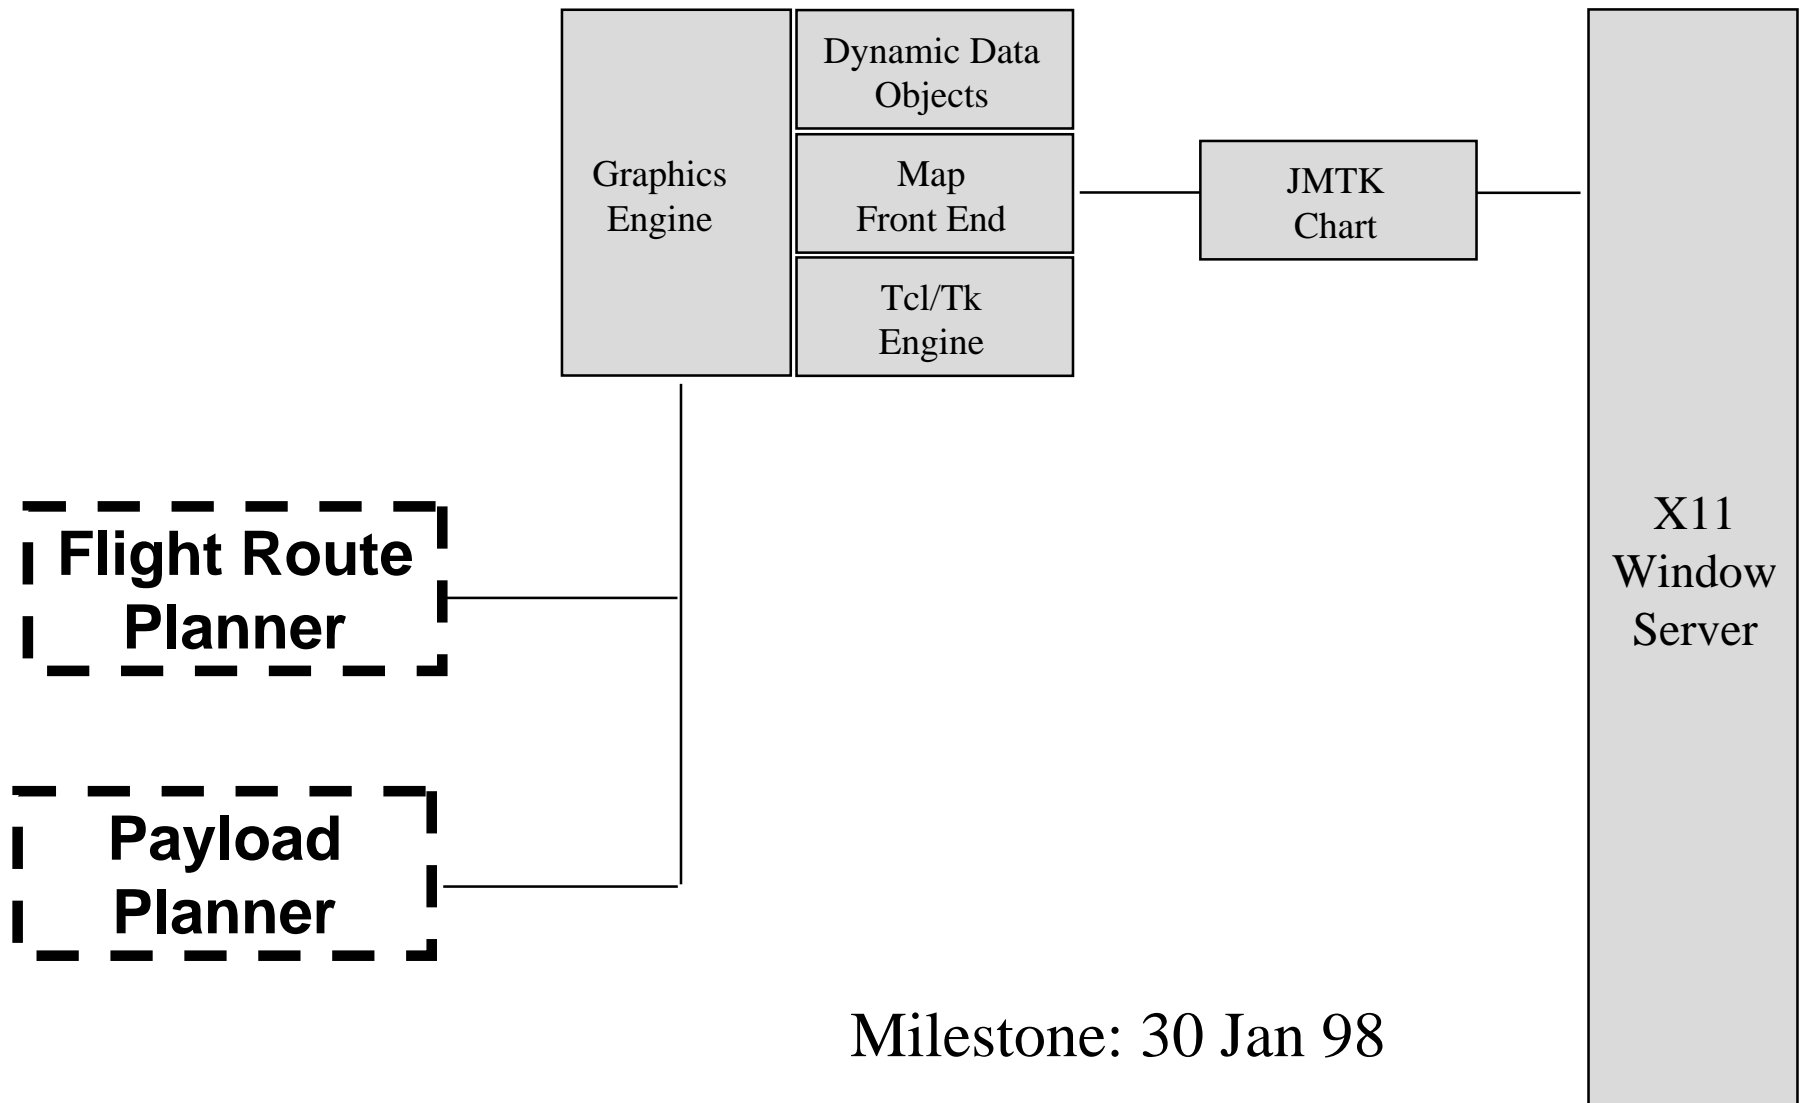 Graphics
Engine
Dynamic Data
Objects
Map
Front End
Tcl/Tk
Engine
JMTK
Chart
X11
Window
Server
Flight Route
Planner
Payload
Planner
Milestone: 30 Jan 98